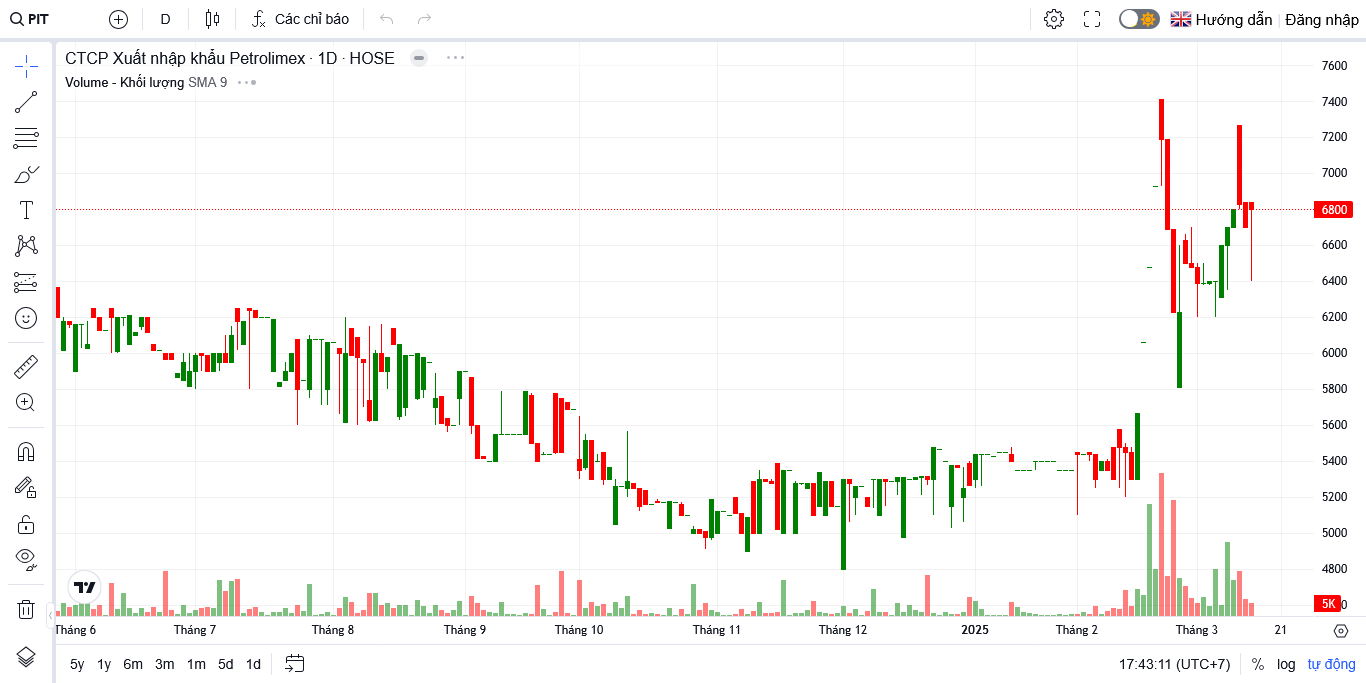 PIT D Các chỉ báo Hướng dẫn Đăng nhập
CTCP Xuất nhập khẩu Petrolimex · 1D · HOSE
Volume - Khối lượng SMA 9
7600
7400
7200
7000
6800
6600
6400
6200
6000
5800
5600
5400
5200
5000
4800
5K
Tháng 6 Tháng 7 Tháng 8 Tháng 9 Tháng 10 Tháng 11 Tháng 12 2025 Tháng 2 Tháng 3 21
5y 1y 6m 3m 1m 5d 1d 17:43:11 (UTC+7) % log tự động